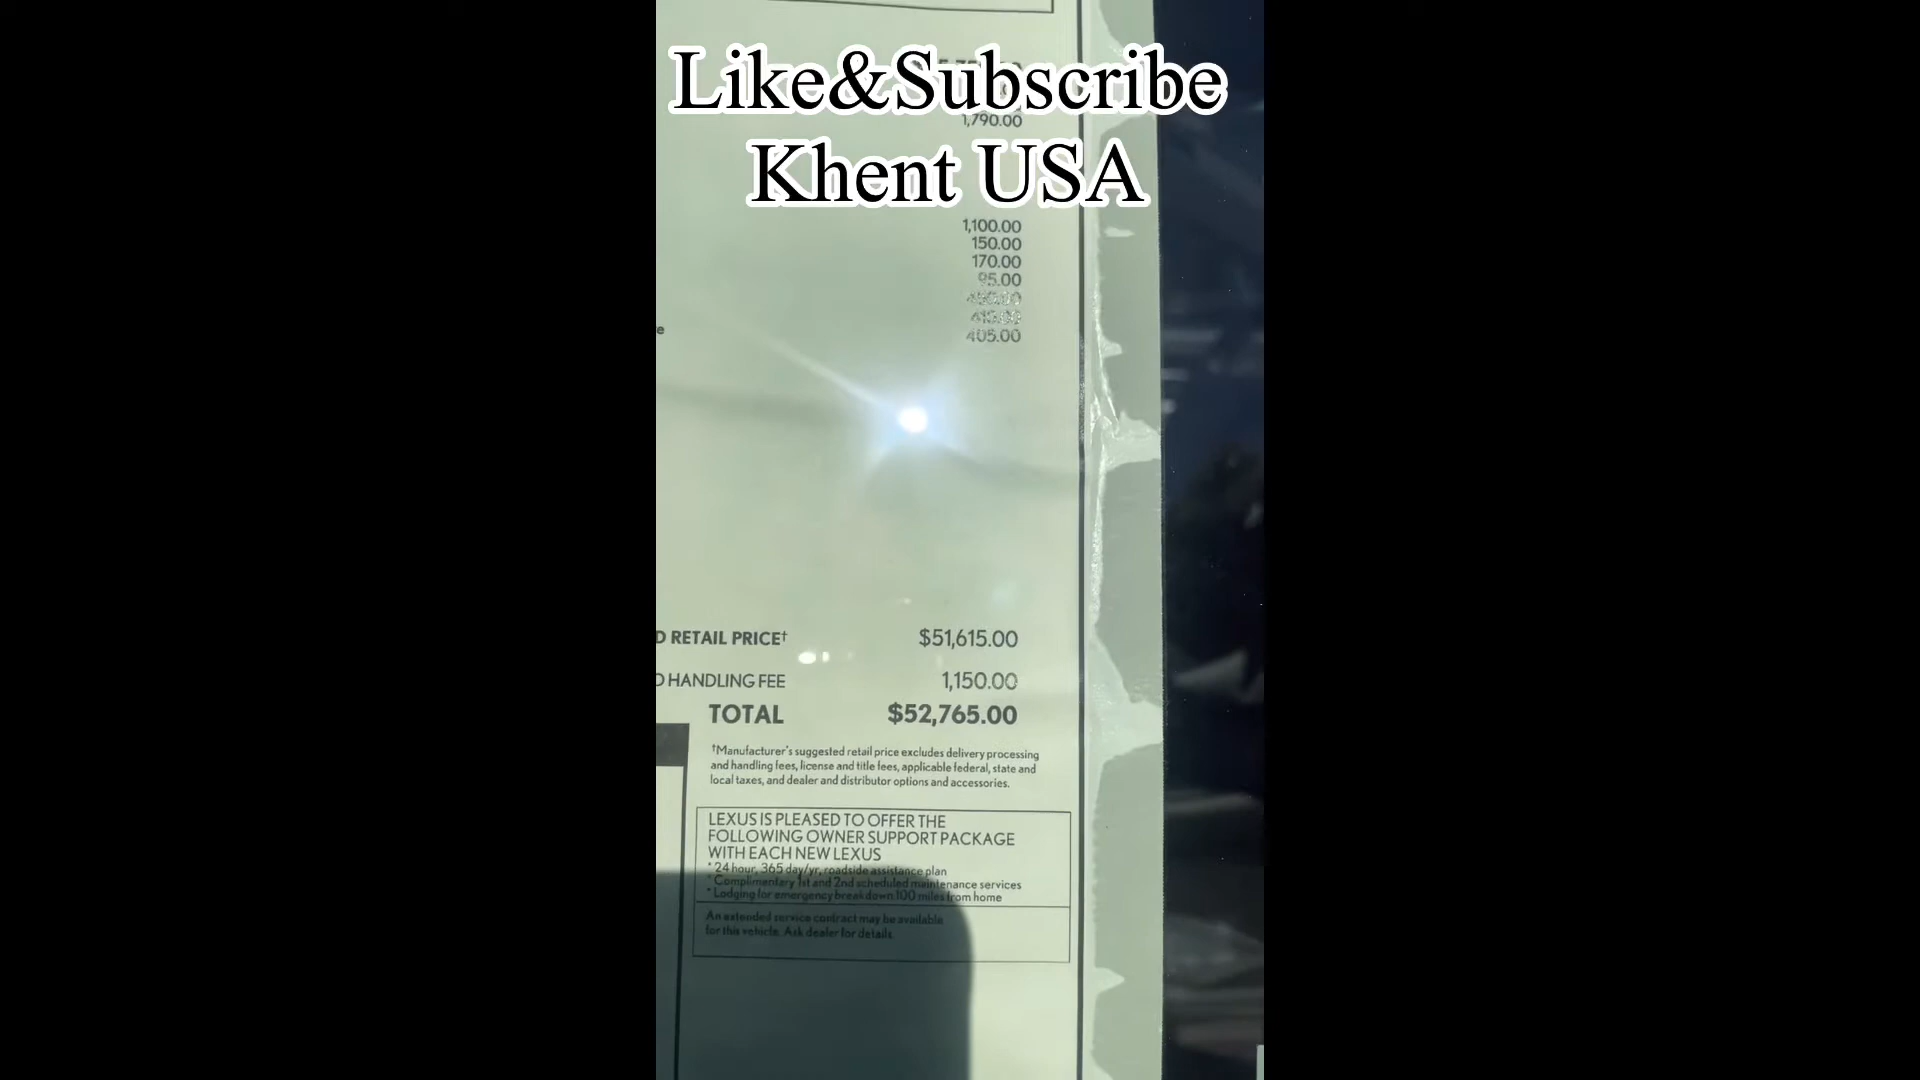 Like&Subscribe
1,790.00
Khent USA
1,100.00
150.00
170.00
95.00
405.00
D RETAIL PRICE† $51,615.00
D HANDLING FEE 1,150.00
TOTAL $52,765.00
†Manufacturer's suggested retail price excludes delivery processing
and handling fees, license and title fees, applicable federal, state and
local taxes, and dealer and distributor options and accessories.
LEXUS IS PLEASED TO OFFER THE
FOLLOWING OWNER SUPPORT PACKAGE
WITH EACH NEW LEXUS
* 24 hour, 365 day/yr, roadside assistance plan
* Complimentary 1st and 2nd scheduled maintenance services
* Lodging for emergency breakdown 100 miles from home
An extended service contract may be available
for this vehicle. Ask dealer for details.